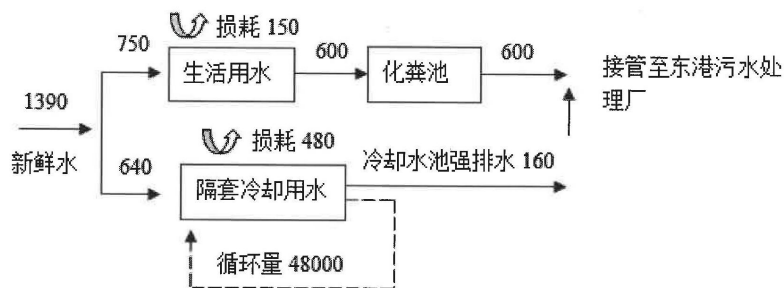 损耗 150
750
600
600
生活用水
化粪池
接管至东港污水处
理厂
1390
新鲜水
损耗 480
640
冷却水池强排水 160
隔套冷却用水
循环量 48000